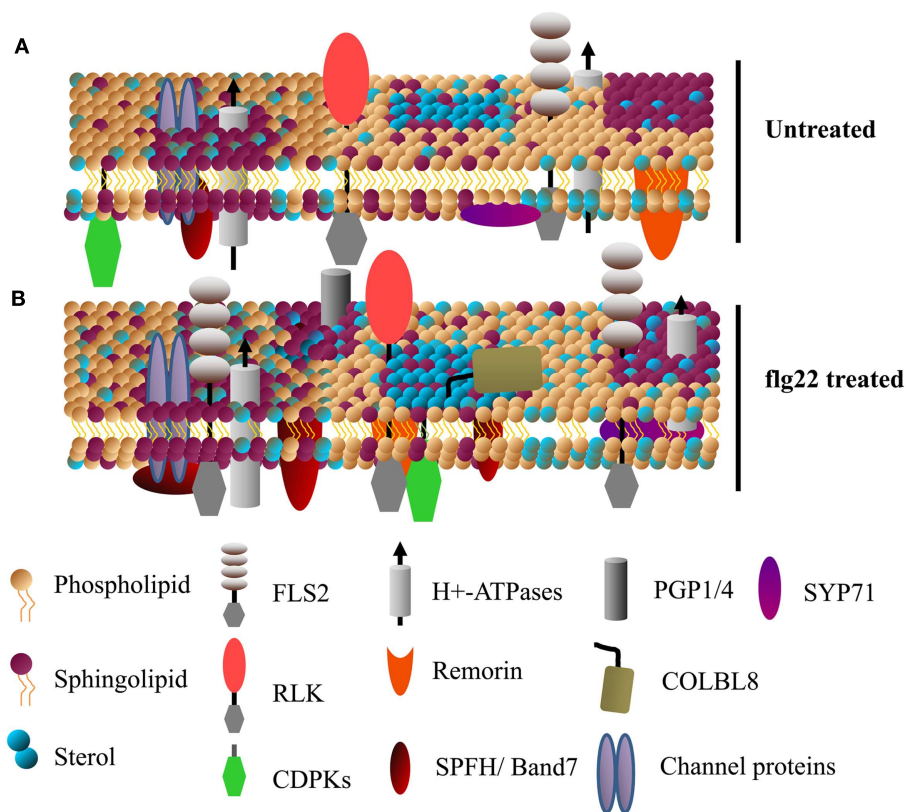 A
Untreated
B
flg22 treated
Phospholipid
FLS2
H+-ATPases
PGP1/4
SYP71
Sphingolipid
RLK
Remorin
COLBL8
Sterol
CDPKs
SPFH/ Band7
Channel proteins